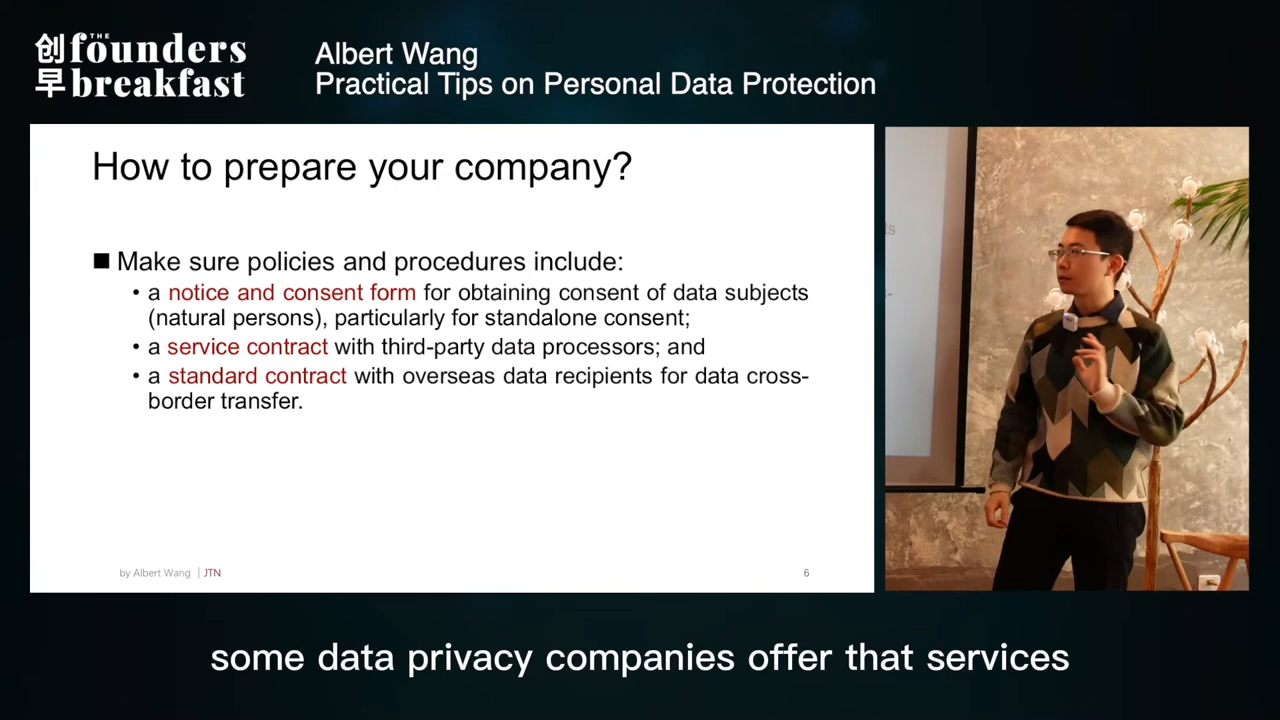 创 THE founders
早 breakfast
Albert Wang
Practical Tips on Personal Data Protection
How to prepare your company?
■ Make sure policies and procedures include:
• a notice and consent form for obtaining consent of data subjects
(natural persons), particularly for standalone consent;
• a service contract with third-party data processors; and
• a standard contract with overseas data recipients for data cross-
border transfer.
by Albert Wang | JTN
6
some data privacy companies offer that services